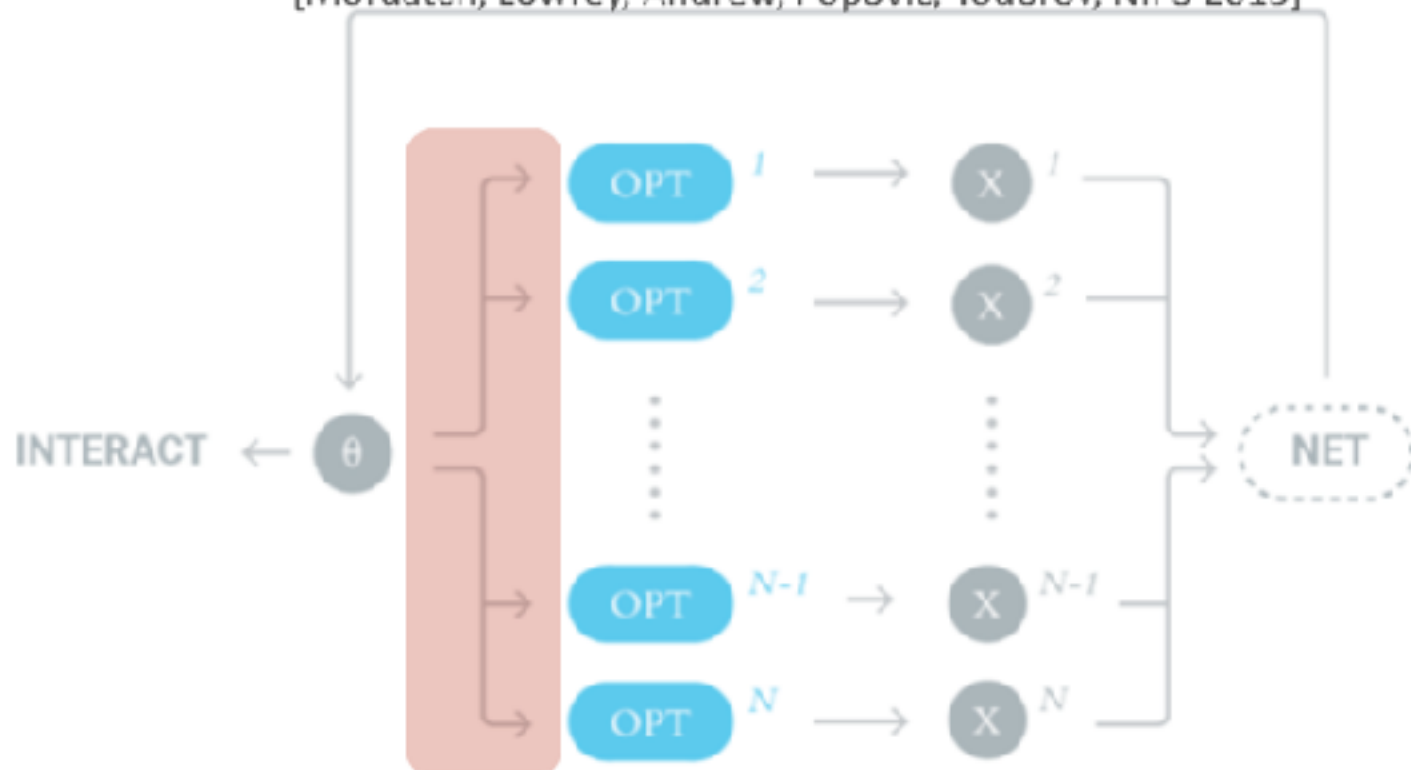 OPT 1 X 1
OPT 2 X 2
INTERACT θ NET
OPT N-1 X N-1
OPT N X N